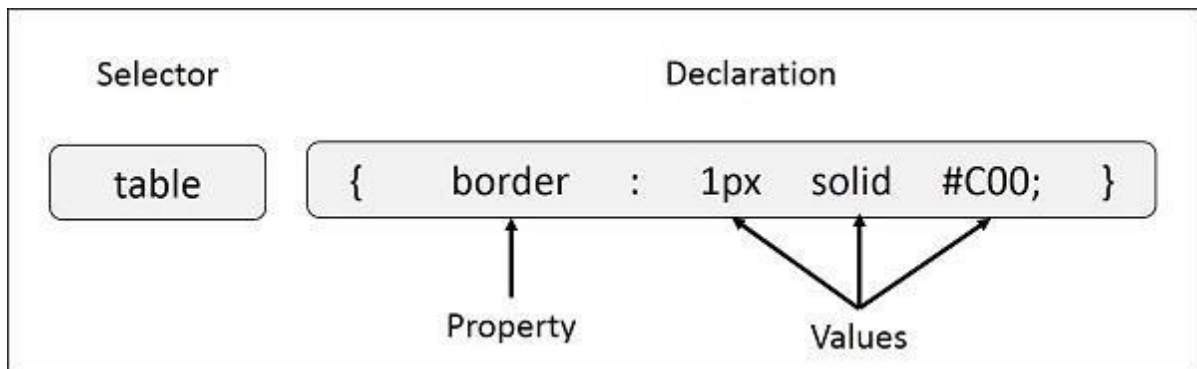 Selector Declaration
table { border : 1px solid #C00; }
Property Values